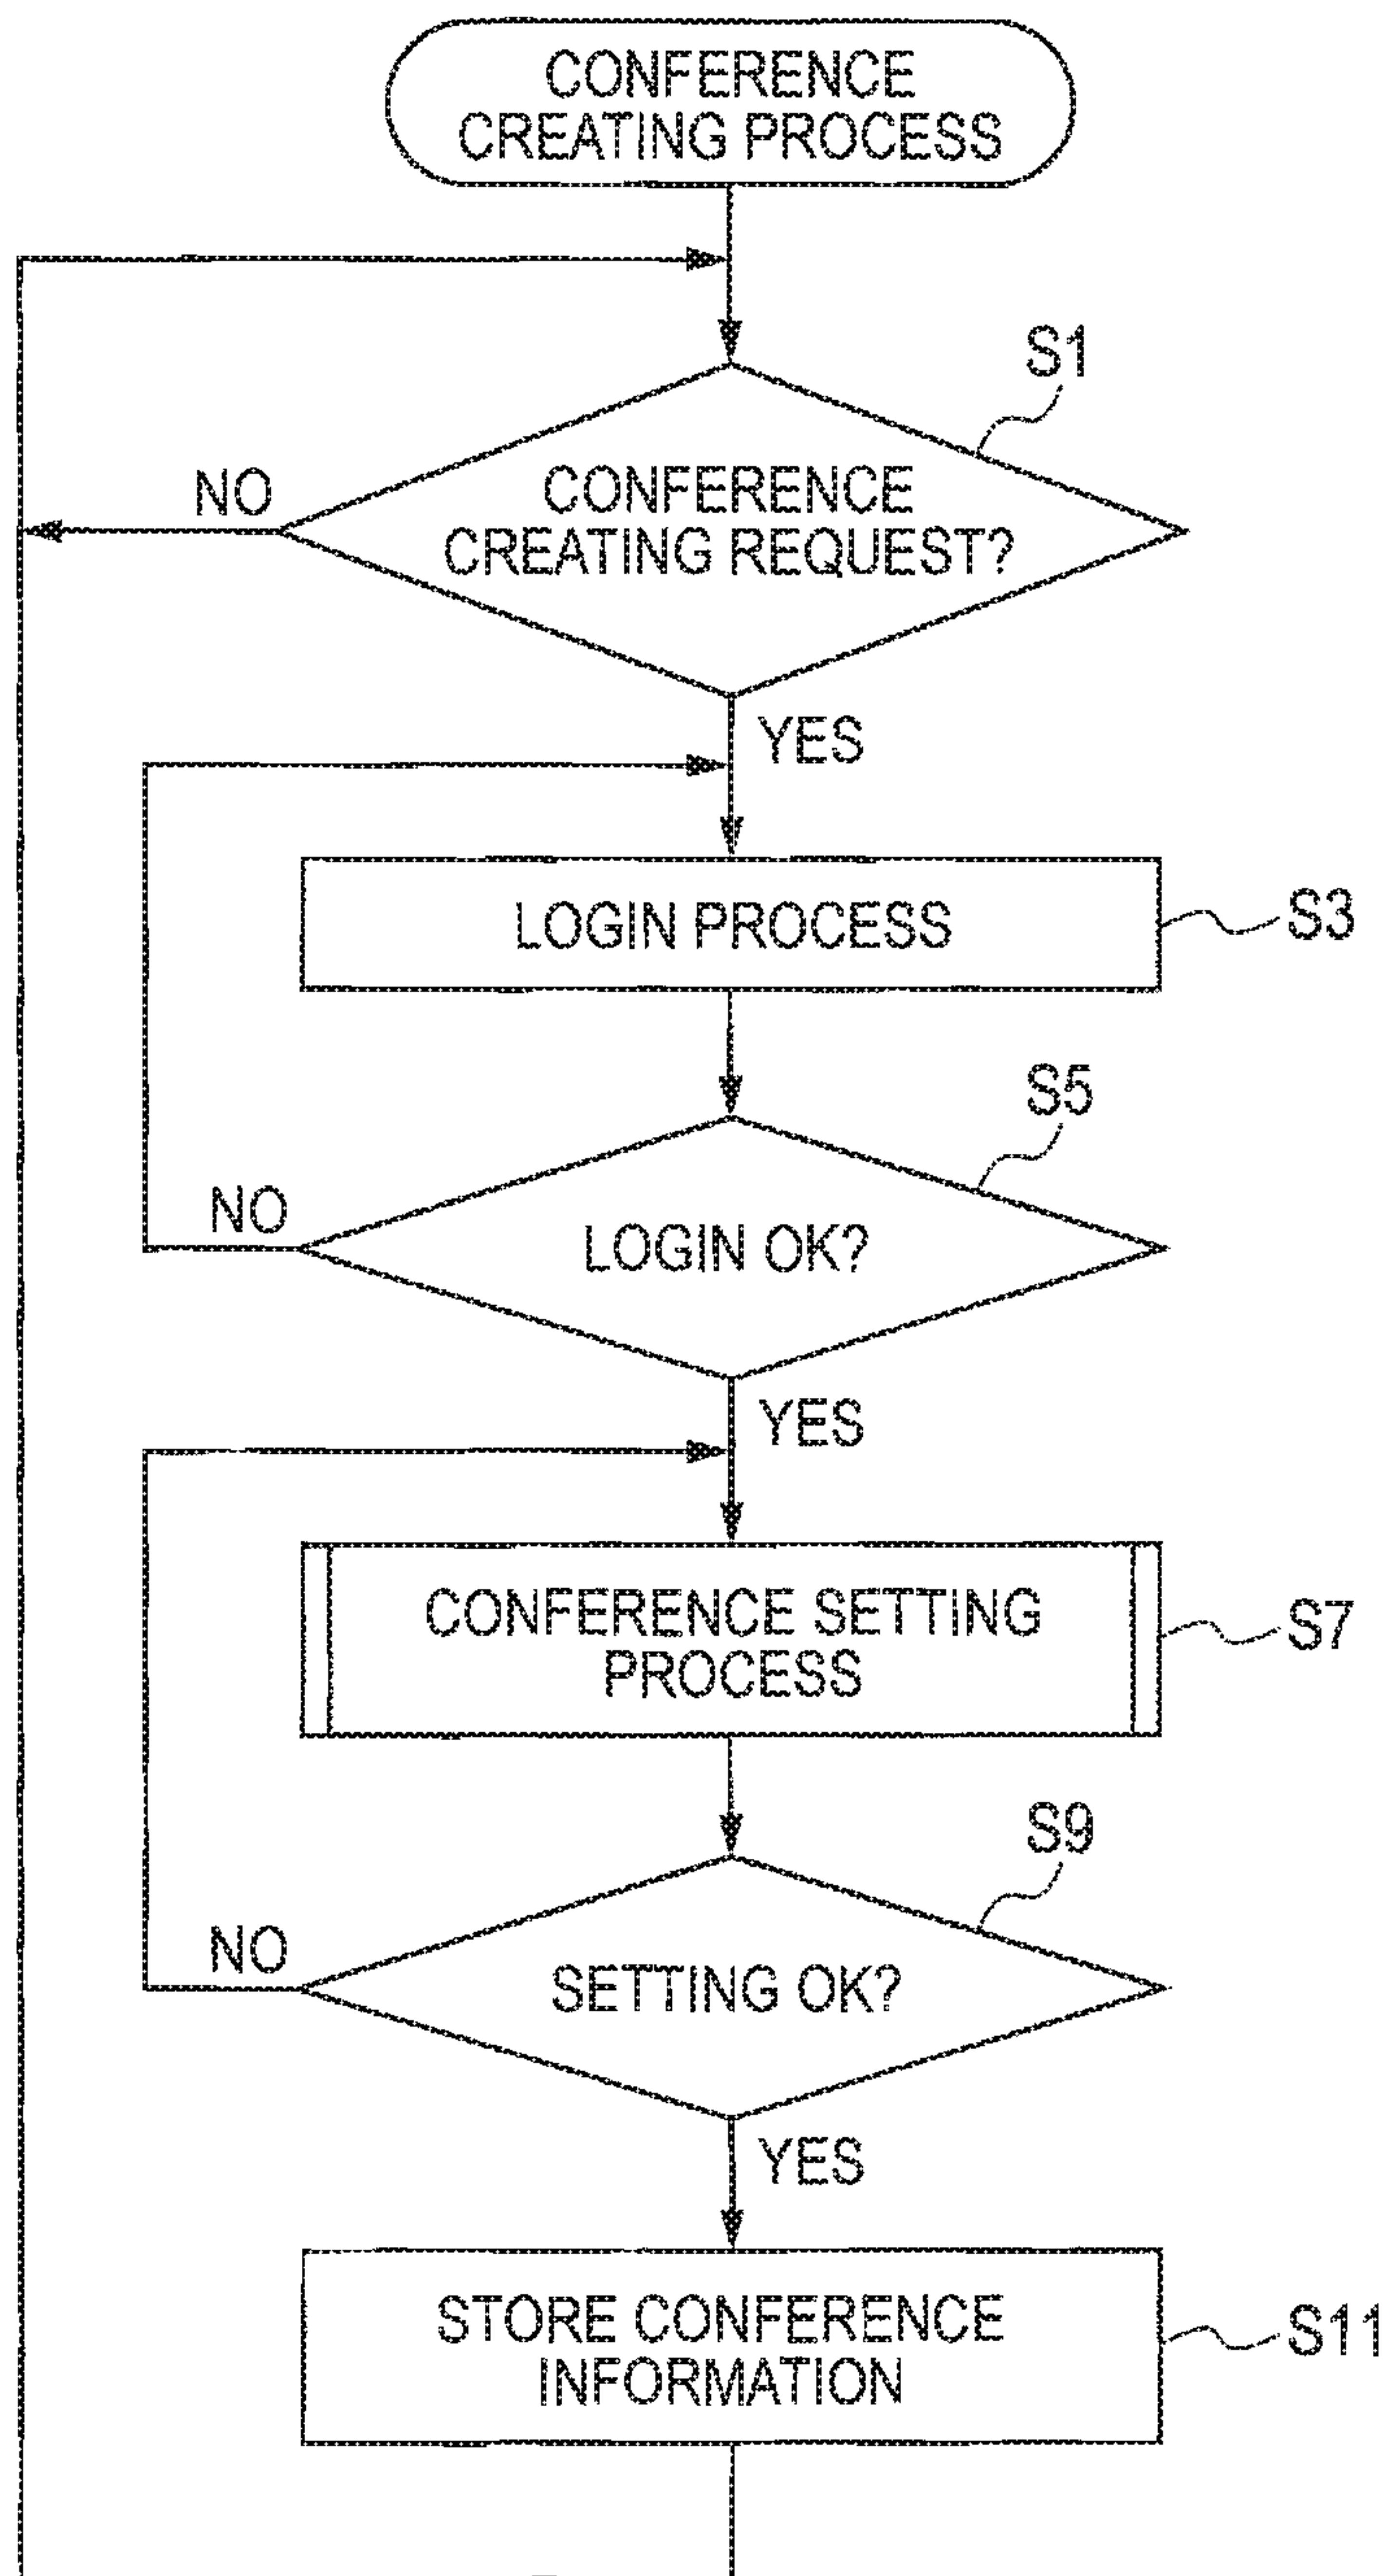 CONFERENCE
CREATING PROCESS
S1
NO
CONFERENCE
CREATING REQUEST?
YES
LOGIN PROCESS
S3
S5
NO
LOGIN OK?
YES
CONFERENCE SETTING
PROCESS
S7
S9
NO
SETTING OK?
YES
STORE CONFERENCE
INFORMATION
S11